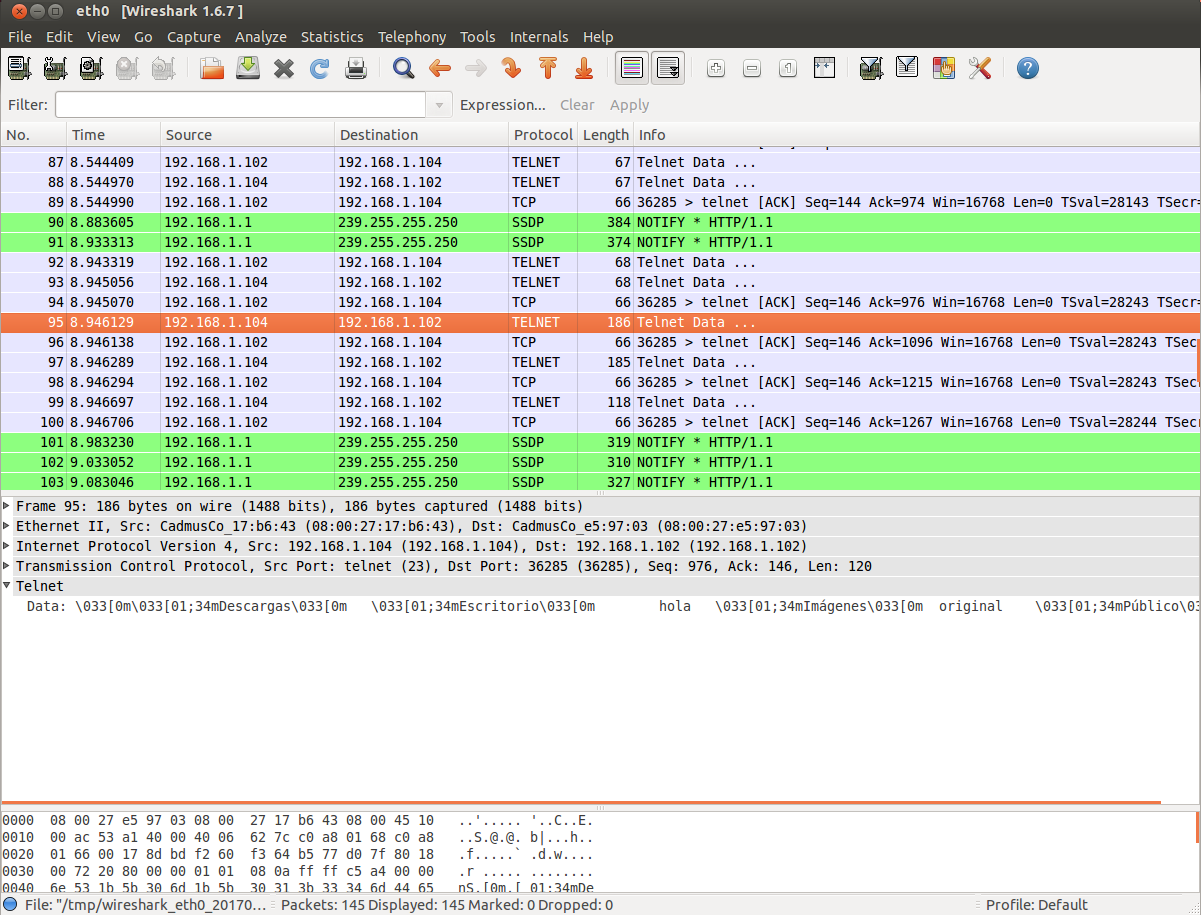 eth0 [Wireshark 1.6.7 ]
File Edit View Go Capture Analyze Statistics Telephony Tools Internals Help
Filter: Expression... Clear Apply
No. Time Source Destination Protocol Length Info
87 8.544409 192.168.1.102 192.168.1.104 TELNET 67 Telnet Data ...
88 8.544970 192.168.1.104 192.168.1.102 TELNET 67 Telnet Data ...
89 8.544990 192.168.1.102 192.168.1.104 TCP 66 36285 > telnet [ACK] Seq=144 Ack=974 Win=16768 Len=0 TSval=28143 TSecr=
90 8.883605 192.168.1.1 239.255.255.250 SSDP 384 NOTIFY * HTTP/1.1
91 8.933313 192.168.1.1 239.255.255.250 SSDP 374 NOTIFY * HTTP/1.1
92 8.943319 192.168.1.102 192.168.1.104 TELNET 68 Telnet Data ...
93 8.945056 192.168.1.104 192.168.1.102 TELNET 68 Telnet Data ...
94 8.945070 192.168.1.102 192.168.1.104 TCP 66 36285 > telnet [ACK] Seq=146 Ack=976 Win=16768 Len=0 TSval=28243 TSecr=
95 8.946129 192.168.1.104 192.168.1.102 TELNET 186 Telnet Data ...
96 8.946138 192.168.1.102 192.168.1.104 TCP 66 36285 > telnet [ACK] Seq=146 Ack=1096 Win=16768 Len=0 TSval=28243 TSec
97 8.946289 192.168.1.104 192.168.1.102 TELNET 185 Telnet Data ...
98 8.946294 192.168.1.102 192.168.1.104 TCP 66 36285 > telnet [ACK] Seq=146 Ack=1215 Win=16768 Len=0 TSval=28243 TSec
99 8.946697 192.168.1.104 192.168.1.102 TELNET 118 Telnet Data ...
100 8.946706 192.168.1.102 192.168.1.104 TCP 66 36285 > telnet [ACK] Seq=146 Ack=1267 Win=16768 Len=0 TSval=28244 TSec
101 8.983230 192.168.1.1 239.255.255.250 SSDP 319 NOTIFY * HTTP/1.1
102 9.033052 192.168.1.1 239.255.255.250 SSDP 310 NOTIFY * HTTP/1.1
103 9.083046 192.168.1.1 239.255.255.250 SSDP 327 NOTIFY * HTTP/1.1
Frame 95: 186 bytes on wire (1488 bits), 186 bytes captured (1488 bits)
Ethernet II, Src: CadmusCo_17:b6:43 (08:00:27:17:b6:43), Dst: CadmusCo_e5:97:03 (08:00:27:e5:97:03)
Internet Protocol Version 4, Src: 192.168.1.104 (192.168.1.104), Dst: 192.168.1.102 (192.168.1.102)
Transmission Control Protocol, Src Port: telnet (23), Dst Port: 36285 (36285), Seq: 976, Ack: 146, Len: 120
Telnet
Data: \033[0m\033[01;34mDescargas\033[0m \033[01;34mEscritorio\033[0m hola \033[01;34mImágenes\033[0m original \033[01;34mPúblico\03
0000 08 00 27 e5 97 03 08 00 27 17 b6 43 08 00 45 10 ..'..... '..C..E.
0010 00 ac 53 a1 40 00 40 06 62 7c c0 a8 01 68 c0 a8 ..S.@.@. b|...h..
0020 01 66 00 17 8d bd f2 60 f3 64 b5 77 d0 7f 80 18 .f.....` .d.w....
0030 00 72 20 80 00 00 01 01 08 0a ff ff c5 a4 00 00 .r ..... ........
0040 6e 53 1b 5b 30 6d 1b 5b 30 31 3b 33 34 6d 44 65 nS.[0m.[ 01;34mDe
File: "/tmp/wireshark_eth0_20170... Packets: 145 Displayed: 145 Marked: 0 Dropped: 0 Profile: Default